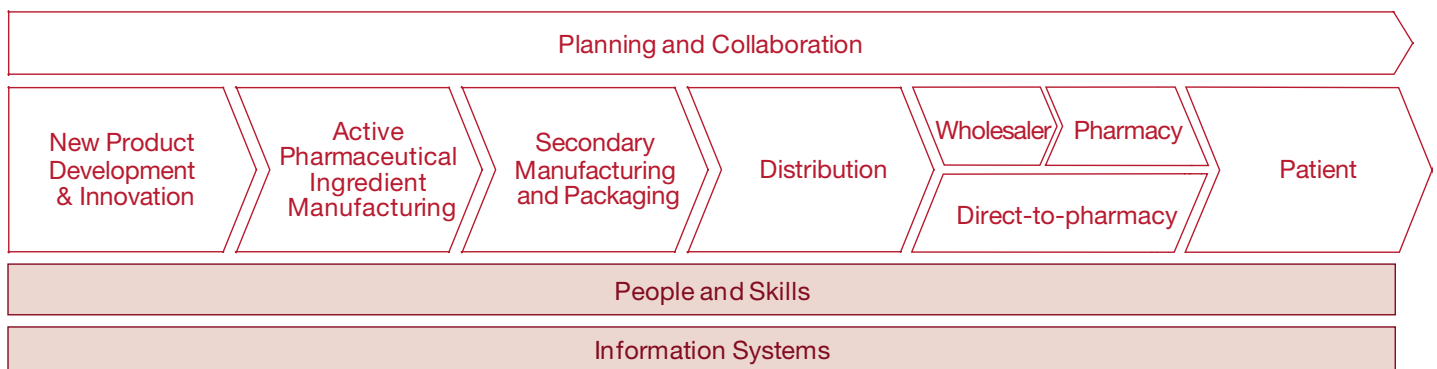 Planning and Collaboration
New Product
Development
& Innovation
Active
Pharmaceutical
Ingredient
Manufacturing
Secondary
Manufacturing
and Packaging
Distribution
Wholesaler
Pharmacy
Direct-to-pharmacy
Patient
People and Skills
Information Systems